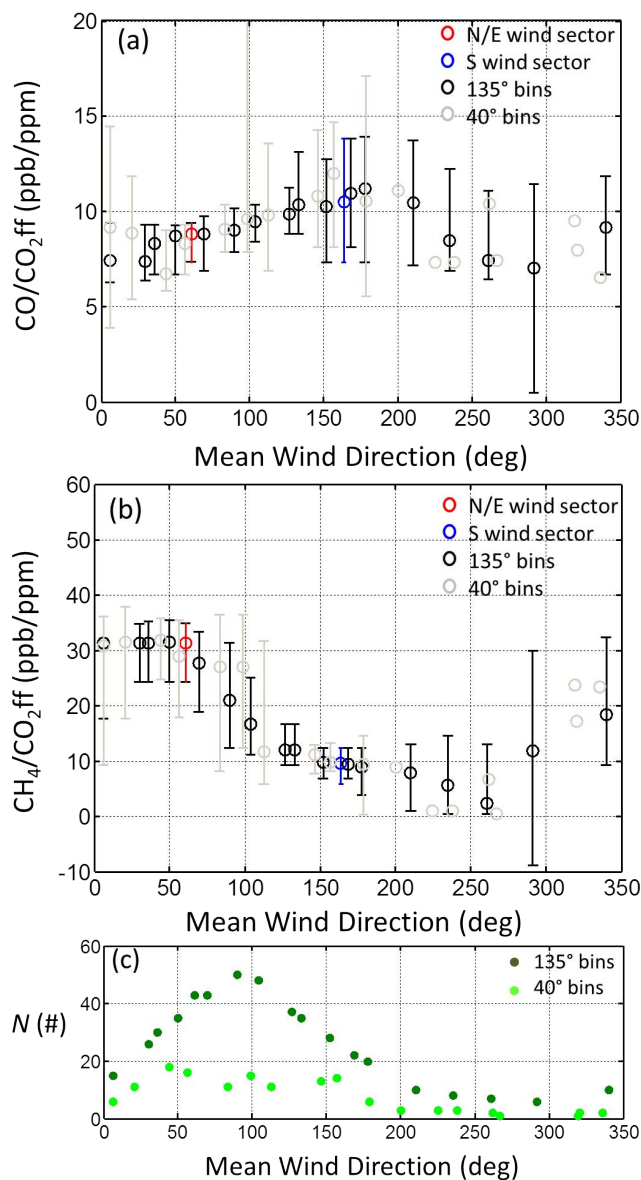 (a)
N/E wind sector
S wind sector
135° bins
40° bins
CO/CO₂ff (ppb/ppm)
20
15
10
5
0
0 50 100 150 200 250 300 350
Mean Wind Direction (deg)
(b)
N/E wind sector
S wind sector
135° bins
40° bins
CH₄/CO₂ff (ppb/ppm)
60
50
40
30
20
10
0
-10
0 50 100 150 200 250 300 350
Mean Wind Direction (deg)
(c)
135° bins
40° bins
N (#)
60
40
20
0
0 50 100 150 200 250 300 350
Mean Wind Direction (deg)